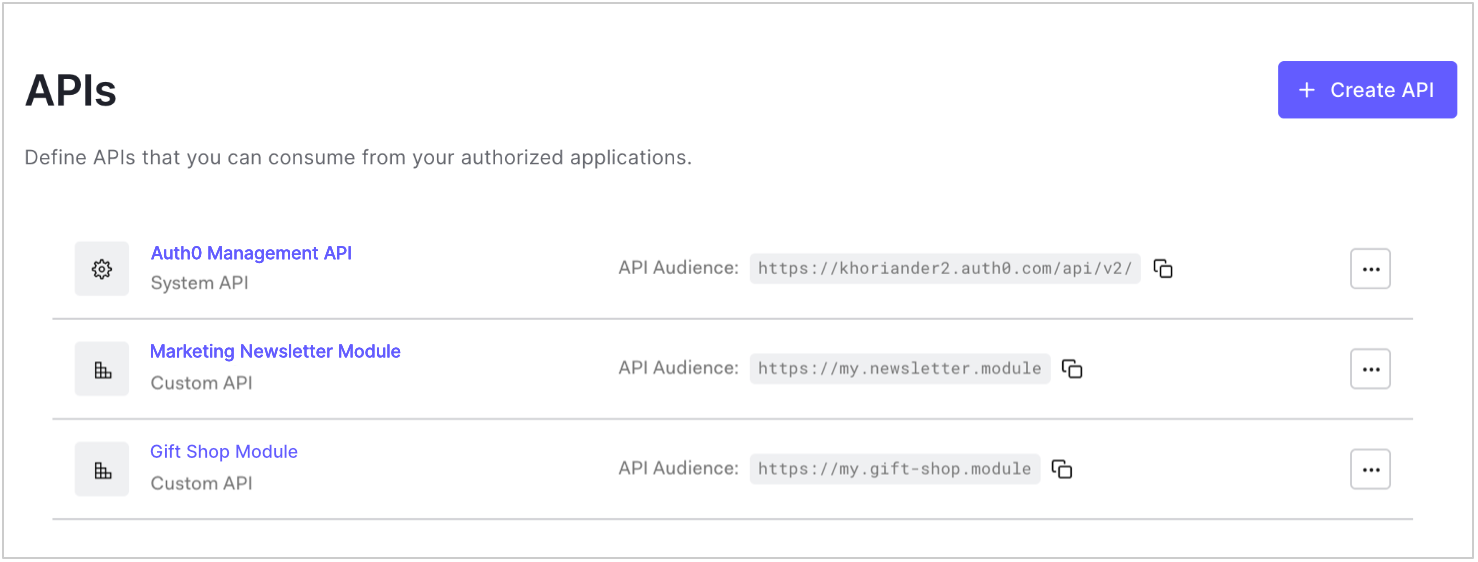 APIs
+ Create API
Define APIs that you can consume from your authorized applications.
Auth0 Management API
System API
API Audience: https://khoriander2.auth0.com/api/v2/
Marketing Newsletter Module
Custom API
API Audience: https://my.newsletter.module
Gift Shop Module
Custom API
API Audience: https://my.gift-shop.module